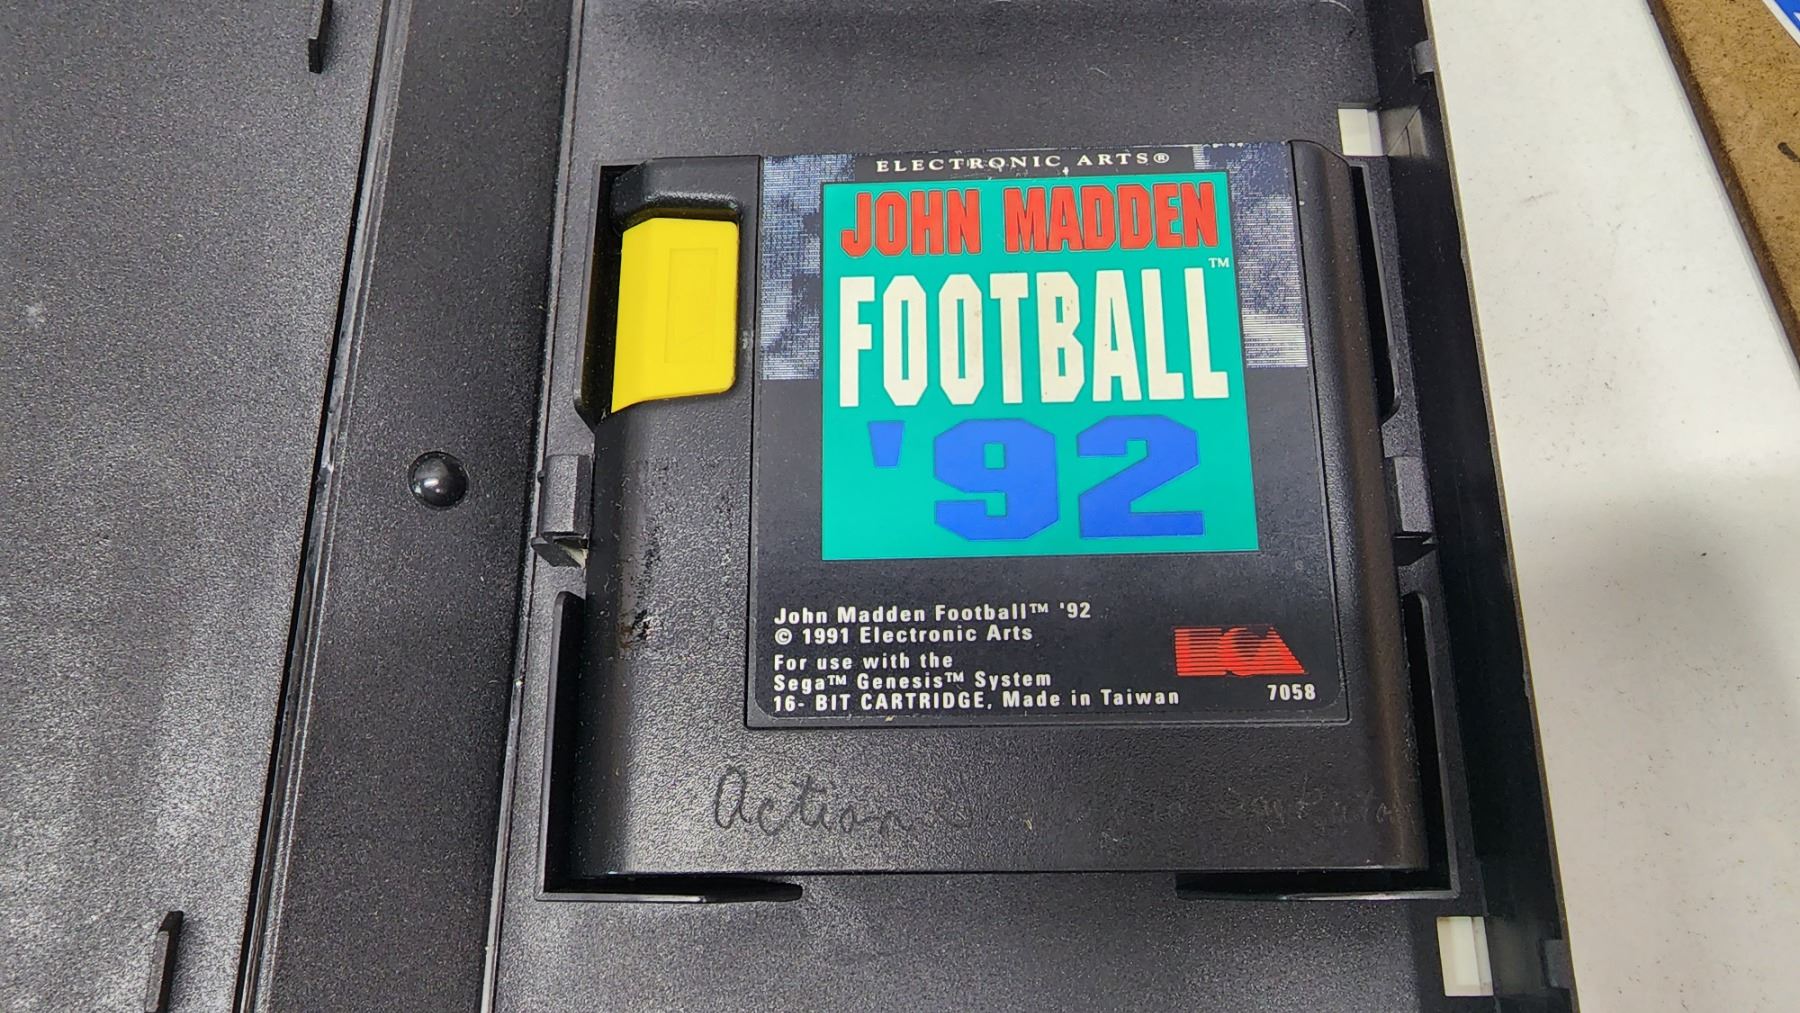 ELECTRONIC ARTS®
JOHN MADDEN
FOOTBALL™
'92
John Madden Football™ '92
© 1991 Electronic Arts
For use with the
Sega™ Genesis™ System
16- BIT CARTRIDGE, Made in Taiwan
EA
7058
Action